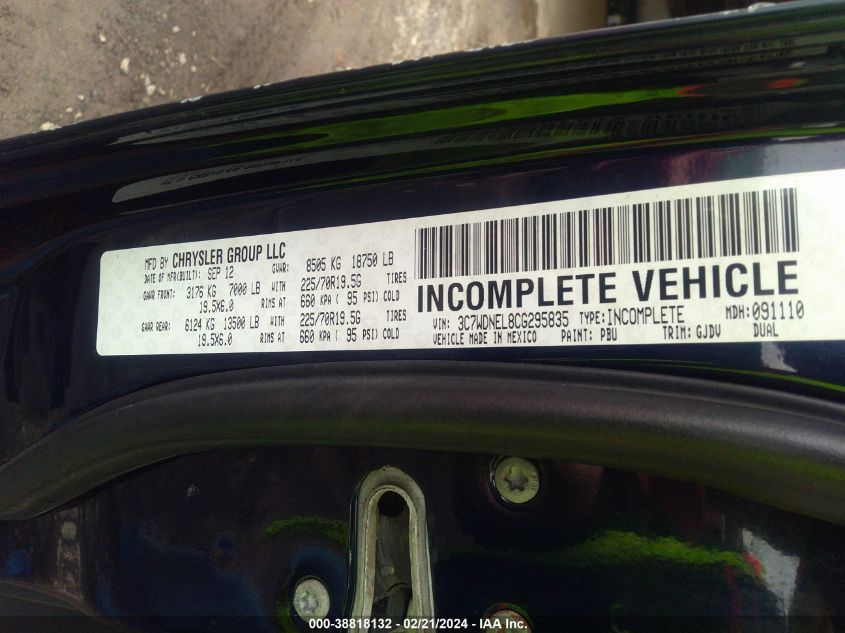 MFD BY CHRYSLER GROUP LLC
DATE OF MFR(BUILT): SEP 12 GVWR: 8505 KG 18750 LB
GAWR FRONT: 3176 KG 7000 LB WITH 225/70R19.5G TIRES
19.5X6.0 RIMS AT 660 KPA ( 95 PSI) COLD
GAWR REAR: 6124 KG 13500 LB WITH 225/70R19.5G TIRES
19.5X6.0 RIMS AT 660 KPA ( 95 PSI) COLD
INCOMPLETE VEHICLE
VIN: 3C7WDNEL8CG295835 TYPE:INCOMPLETE MDH:091110
VEHICLE MADE IN MEXICO PAINT: PBU TRIM: GJDV DUAL
000-38818132 - 02/21/2024 - IAA Inc.